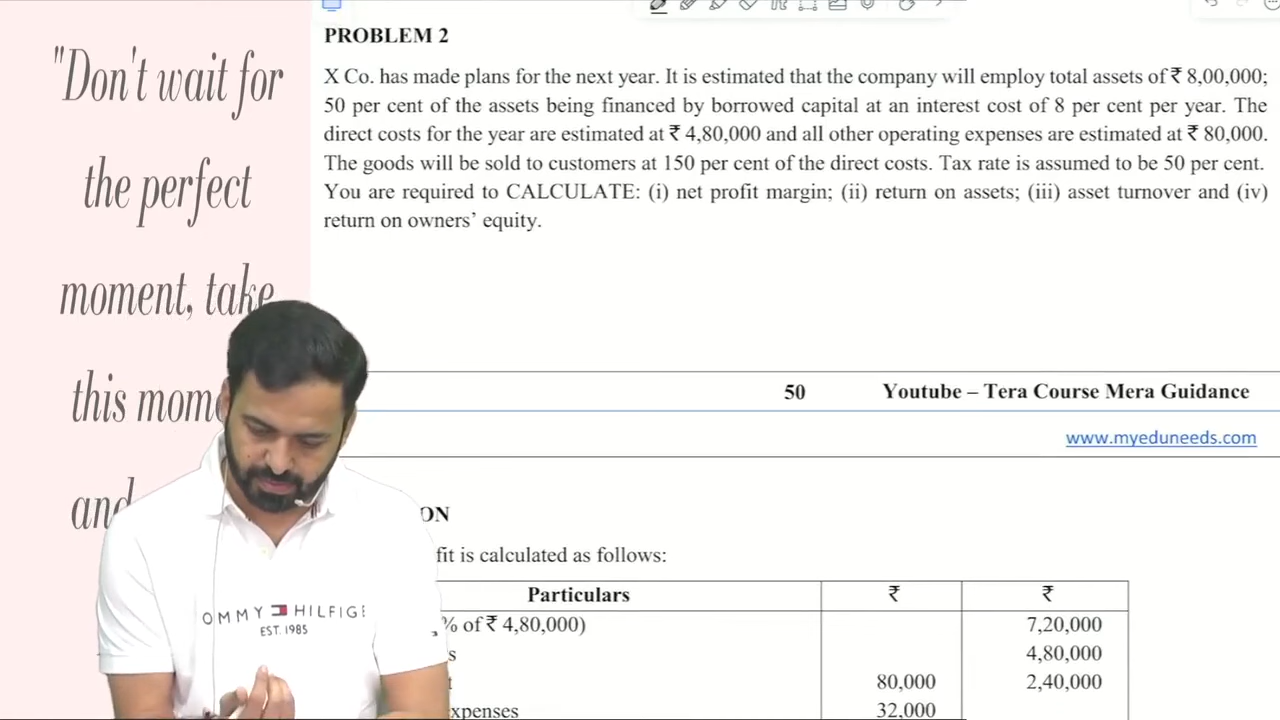 "Don't wait for
the perfect
moment, take
this mome
and
PROBLEM 2
X Co. has made plans for the next year. It is estimated that the company will employ total assets of ₹ 8,00,000;
50 per cent of the assets being financed by borrowed capital at an interest cost of 8 per cent per year. The
direct costs for the year are estimated at ₹ 4,80,000 and all other operating expenses are estimated at ₹ 80,000.
The goods will be sold to customers at 150 per cent of the direct costs. Tax rate is assumed to be 50 per cent.
You are required to CALCULATE: (i) net profit margin; (ii) return on assets; (iii) asset turnover and (iv)
return on owners' equity.
50 Youtube – Tera Course Mera Guidance
www.myeduneeds.com
ON
fit is calculated as follows:
Particulars ₹ ₹
% of ₹ 4,80,000) 7,20,000
s 4,80,000
t 80,000 2,40,000
xpenses 32,000
OMMY HILFIGE
EST. 1985